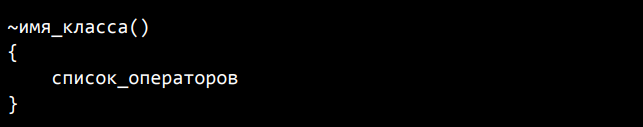 ~имя_класса()
{
    список_операторов
}